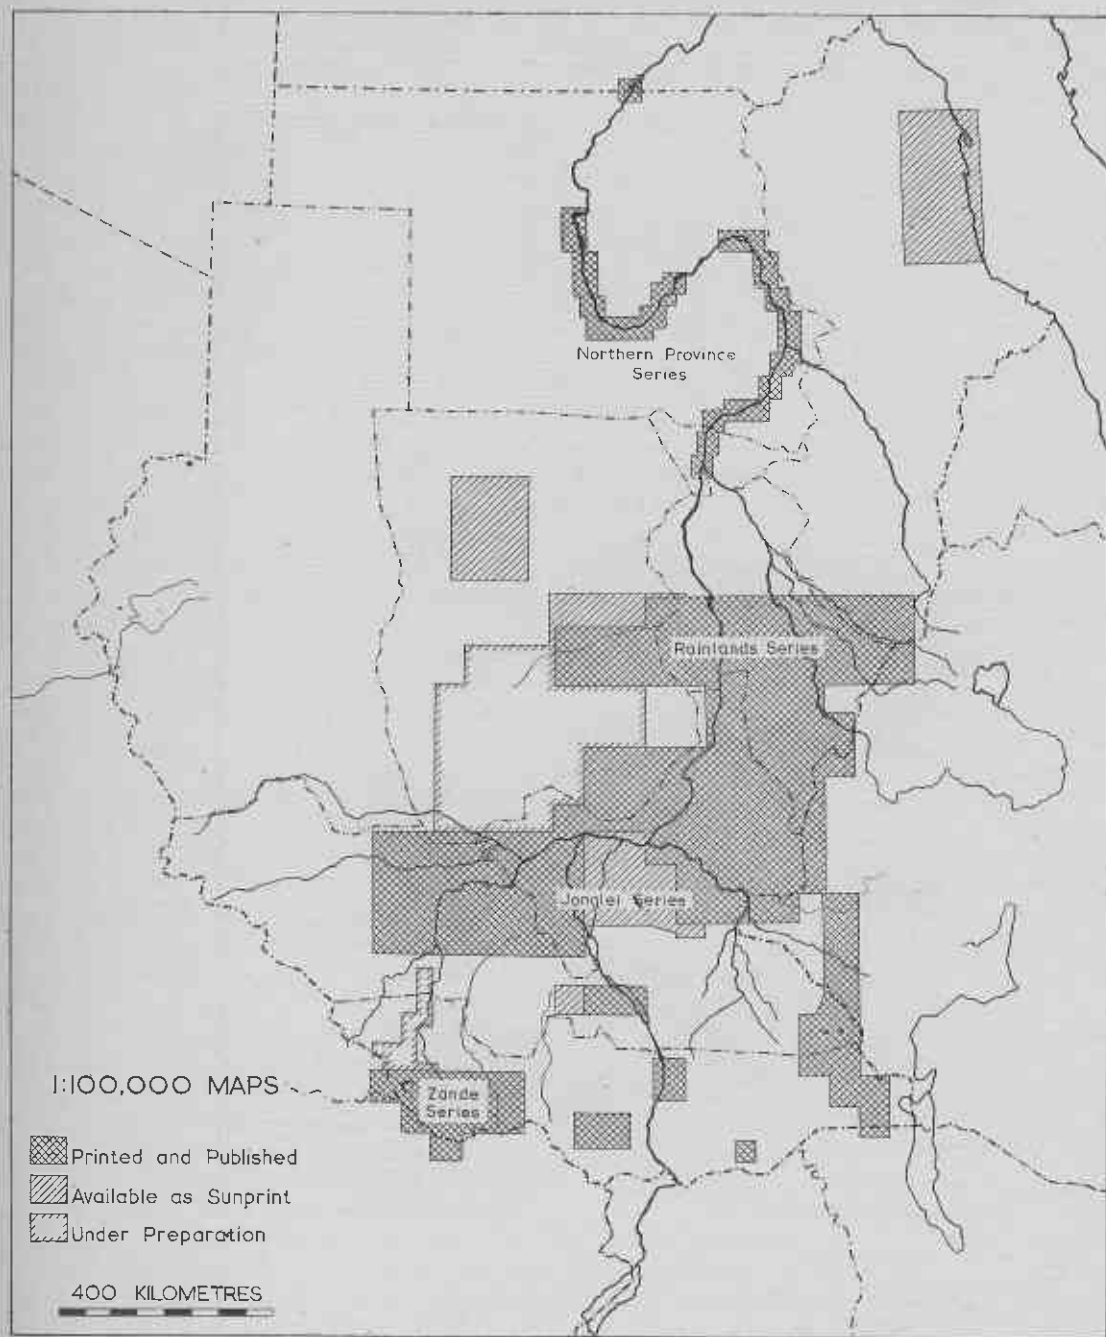 Northern Province
Series
Rainlands Series
Jonglei Series
Zande
Series
1:100,000 MAPS
Printed and Published
Available as Sunprint
Under Preparation
400 KILOMETRES